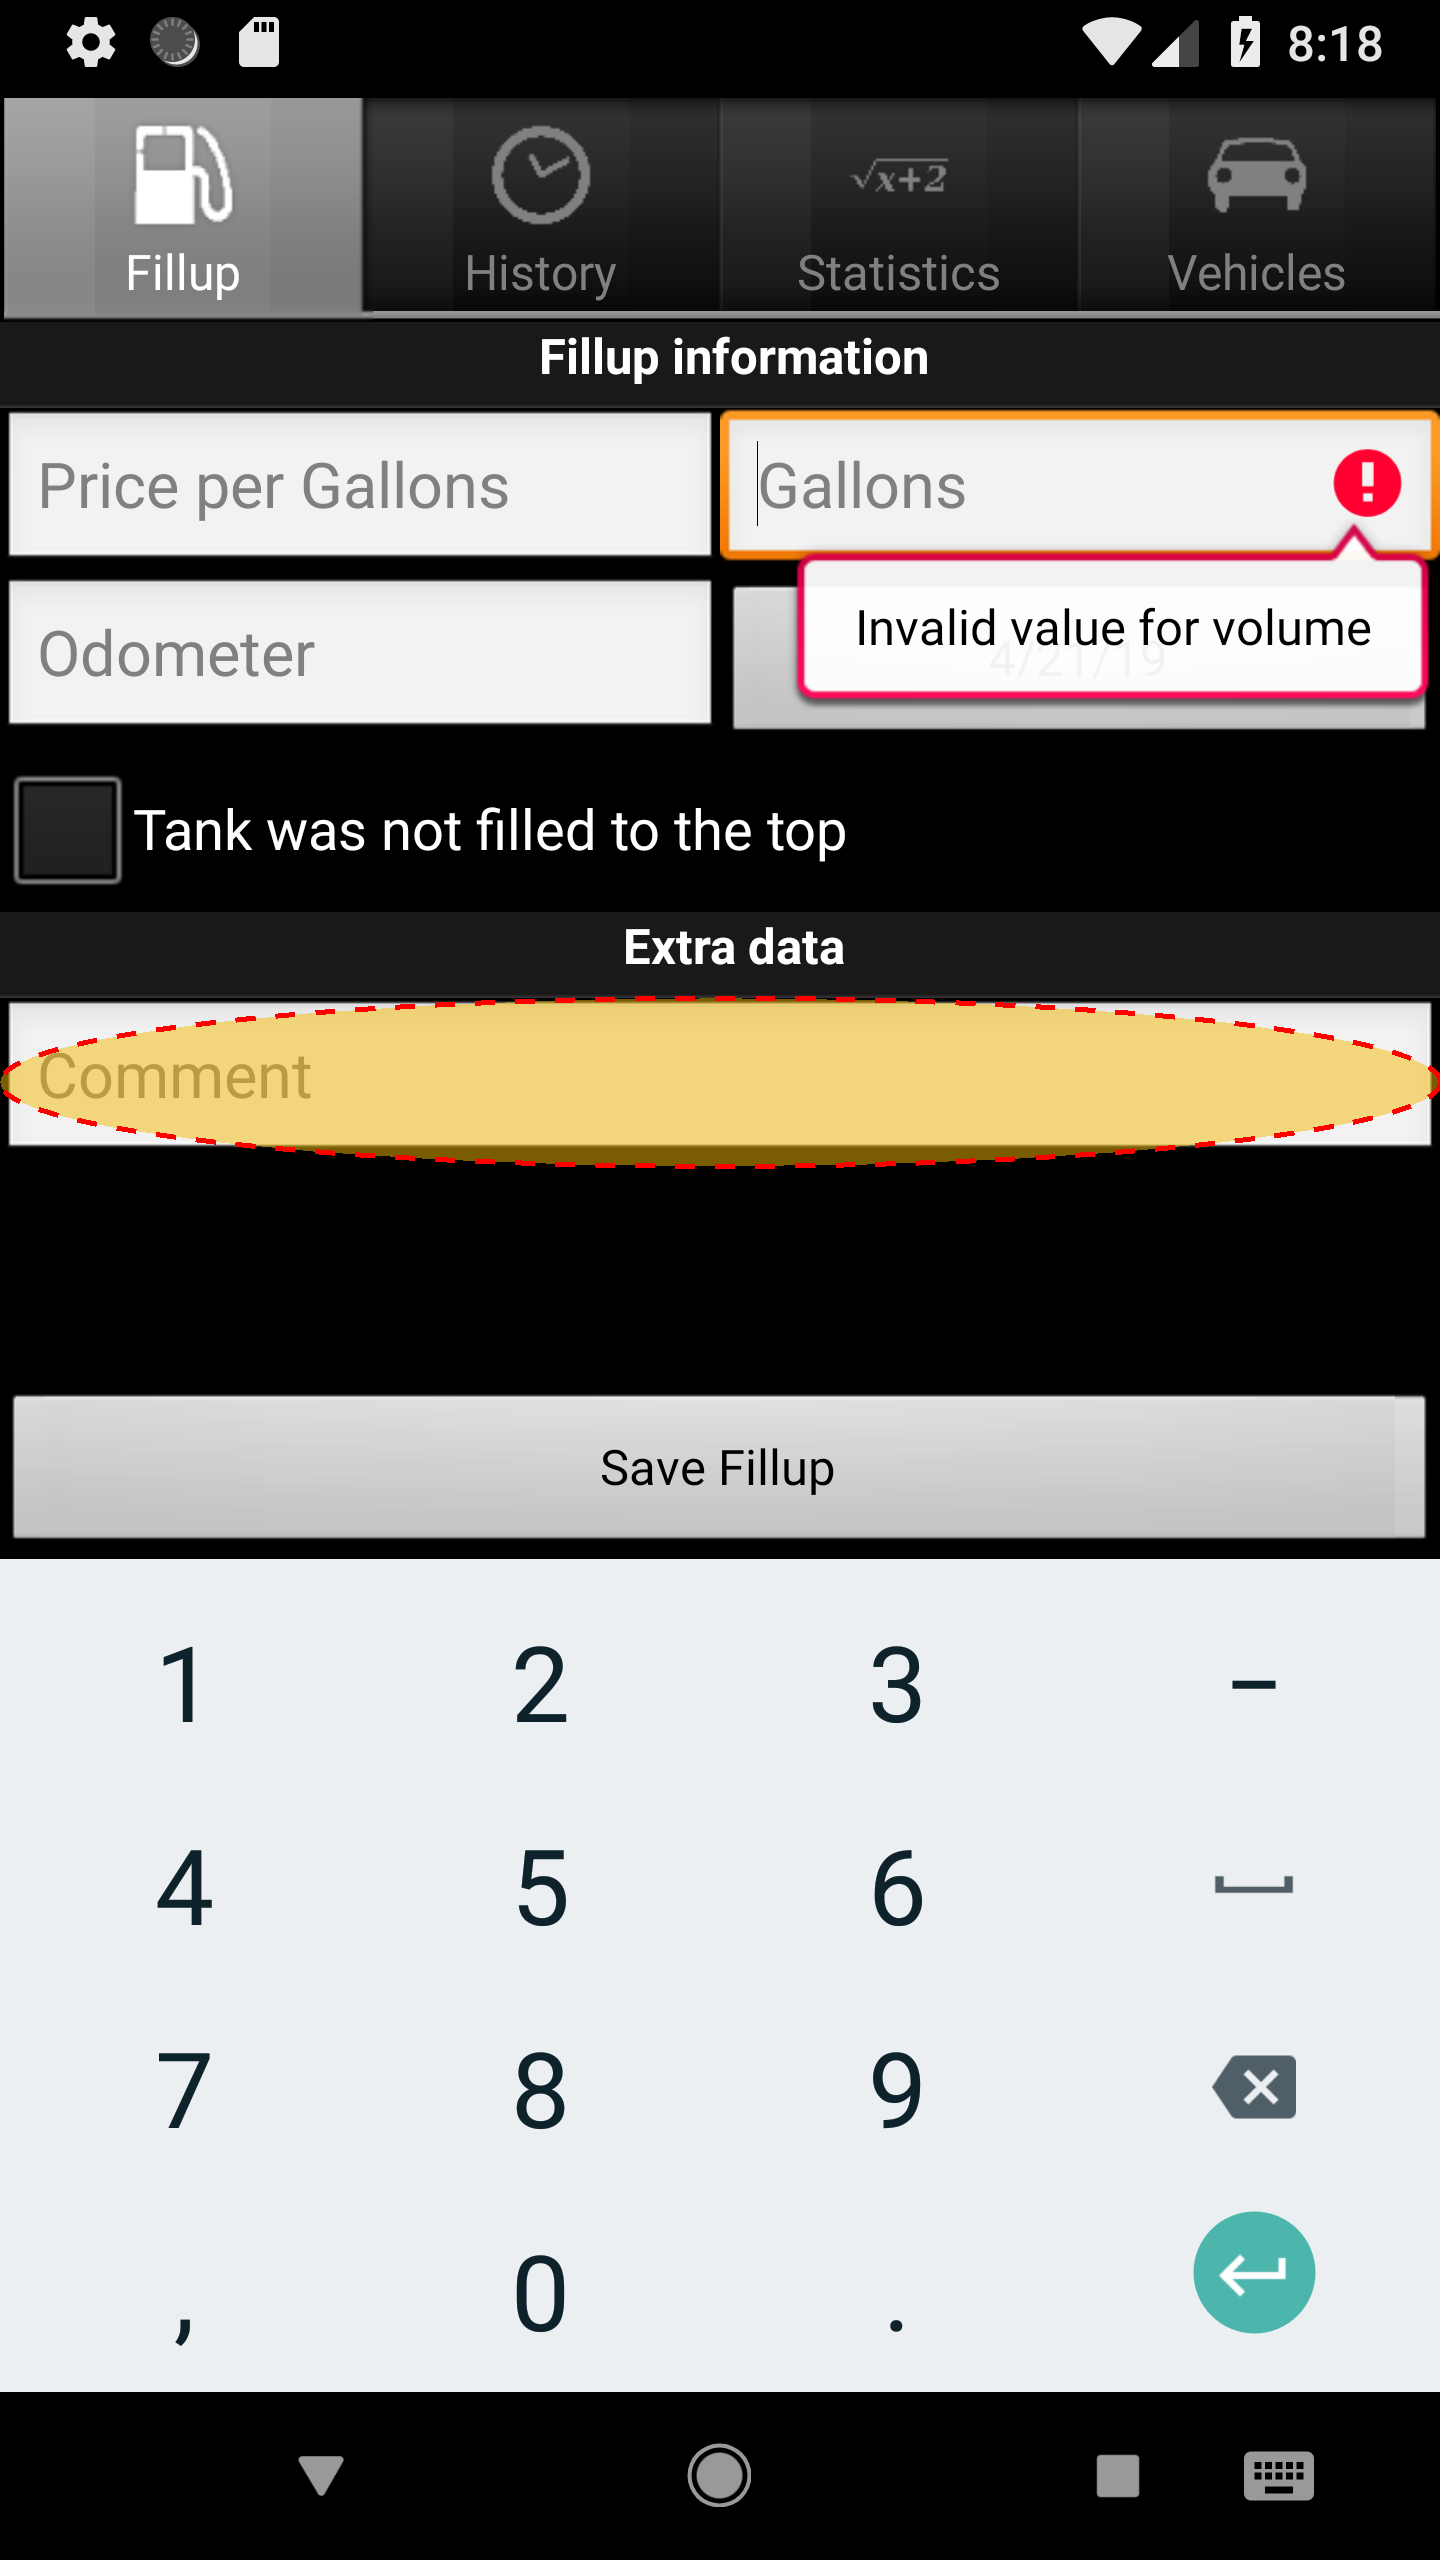 8:18
√x+2
Fillup History Statistics Vehicles
Fillup information
Price per Gallons Gallons
Invalid value for volume
Odometer 4/21/19
Tank was not filled to the top
Extra data
Comment
Save Fillup
1 2 3 –
4 5 6
7 8 9
, 0 .